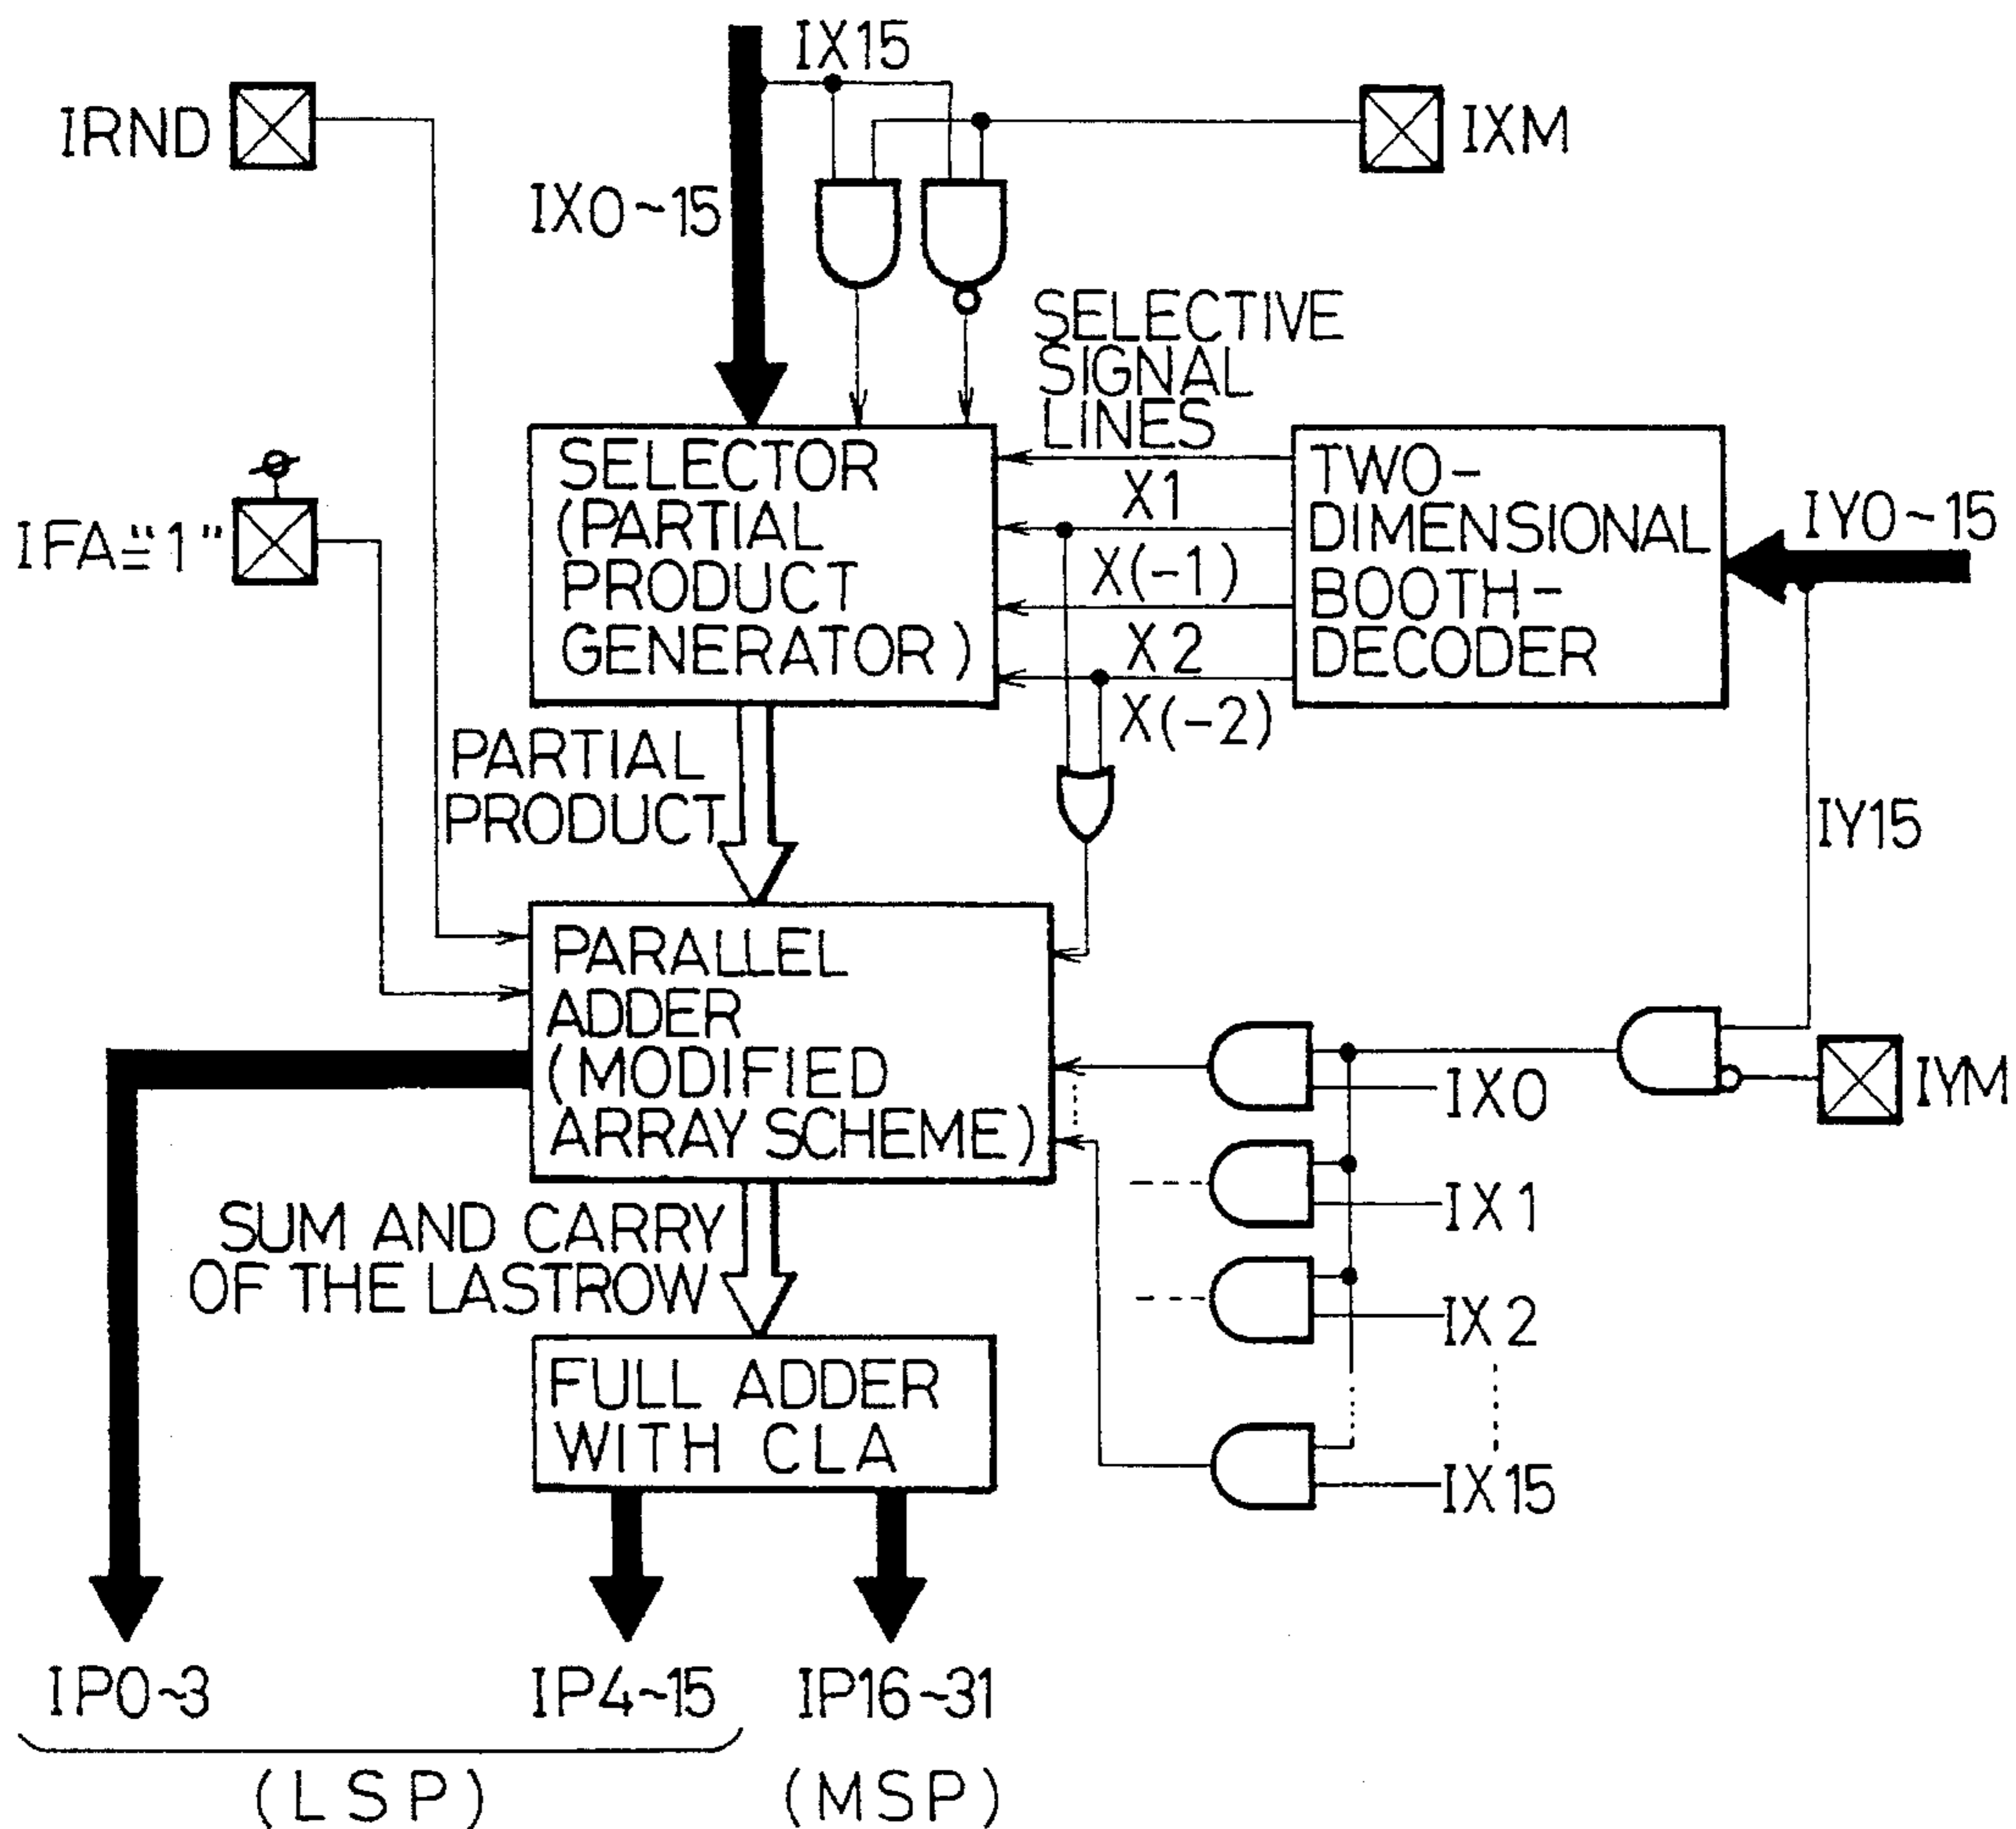 IX15
IRND
IXM
IX0~15
SELECTIVE
SIGNAL
LINES
SELECTOR
(PARTIAL
PRODUCT
GENERATOR)
X1
X(-1)
X2
X(-2)
TWO-
DIMENSIONAL
BOOTH-
DECODER
IY0~15
IFA="1"
PARTIAL
PRODUCT
IY15
PARALLEL
ADDER
(MODIFIED
ARRAY SCHEME)
IX0
IYM
IX1
SUM AND CARRY
OF THE LASTROW
IX2
FULL ADDER
WITH CLA
IX15
IP0~3
IP4~15
IP16~31
(LSP)
(MSP)